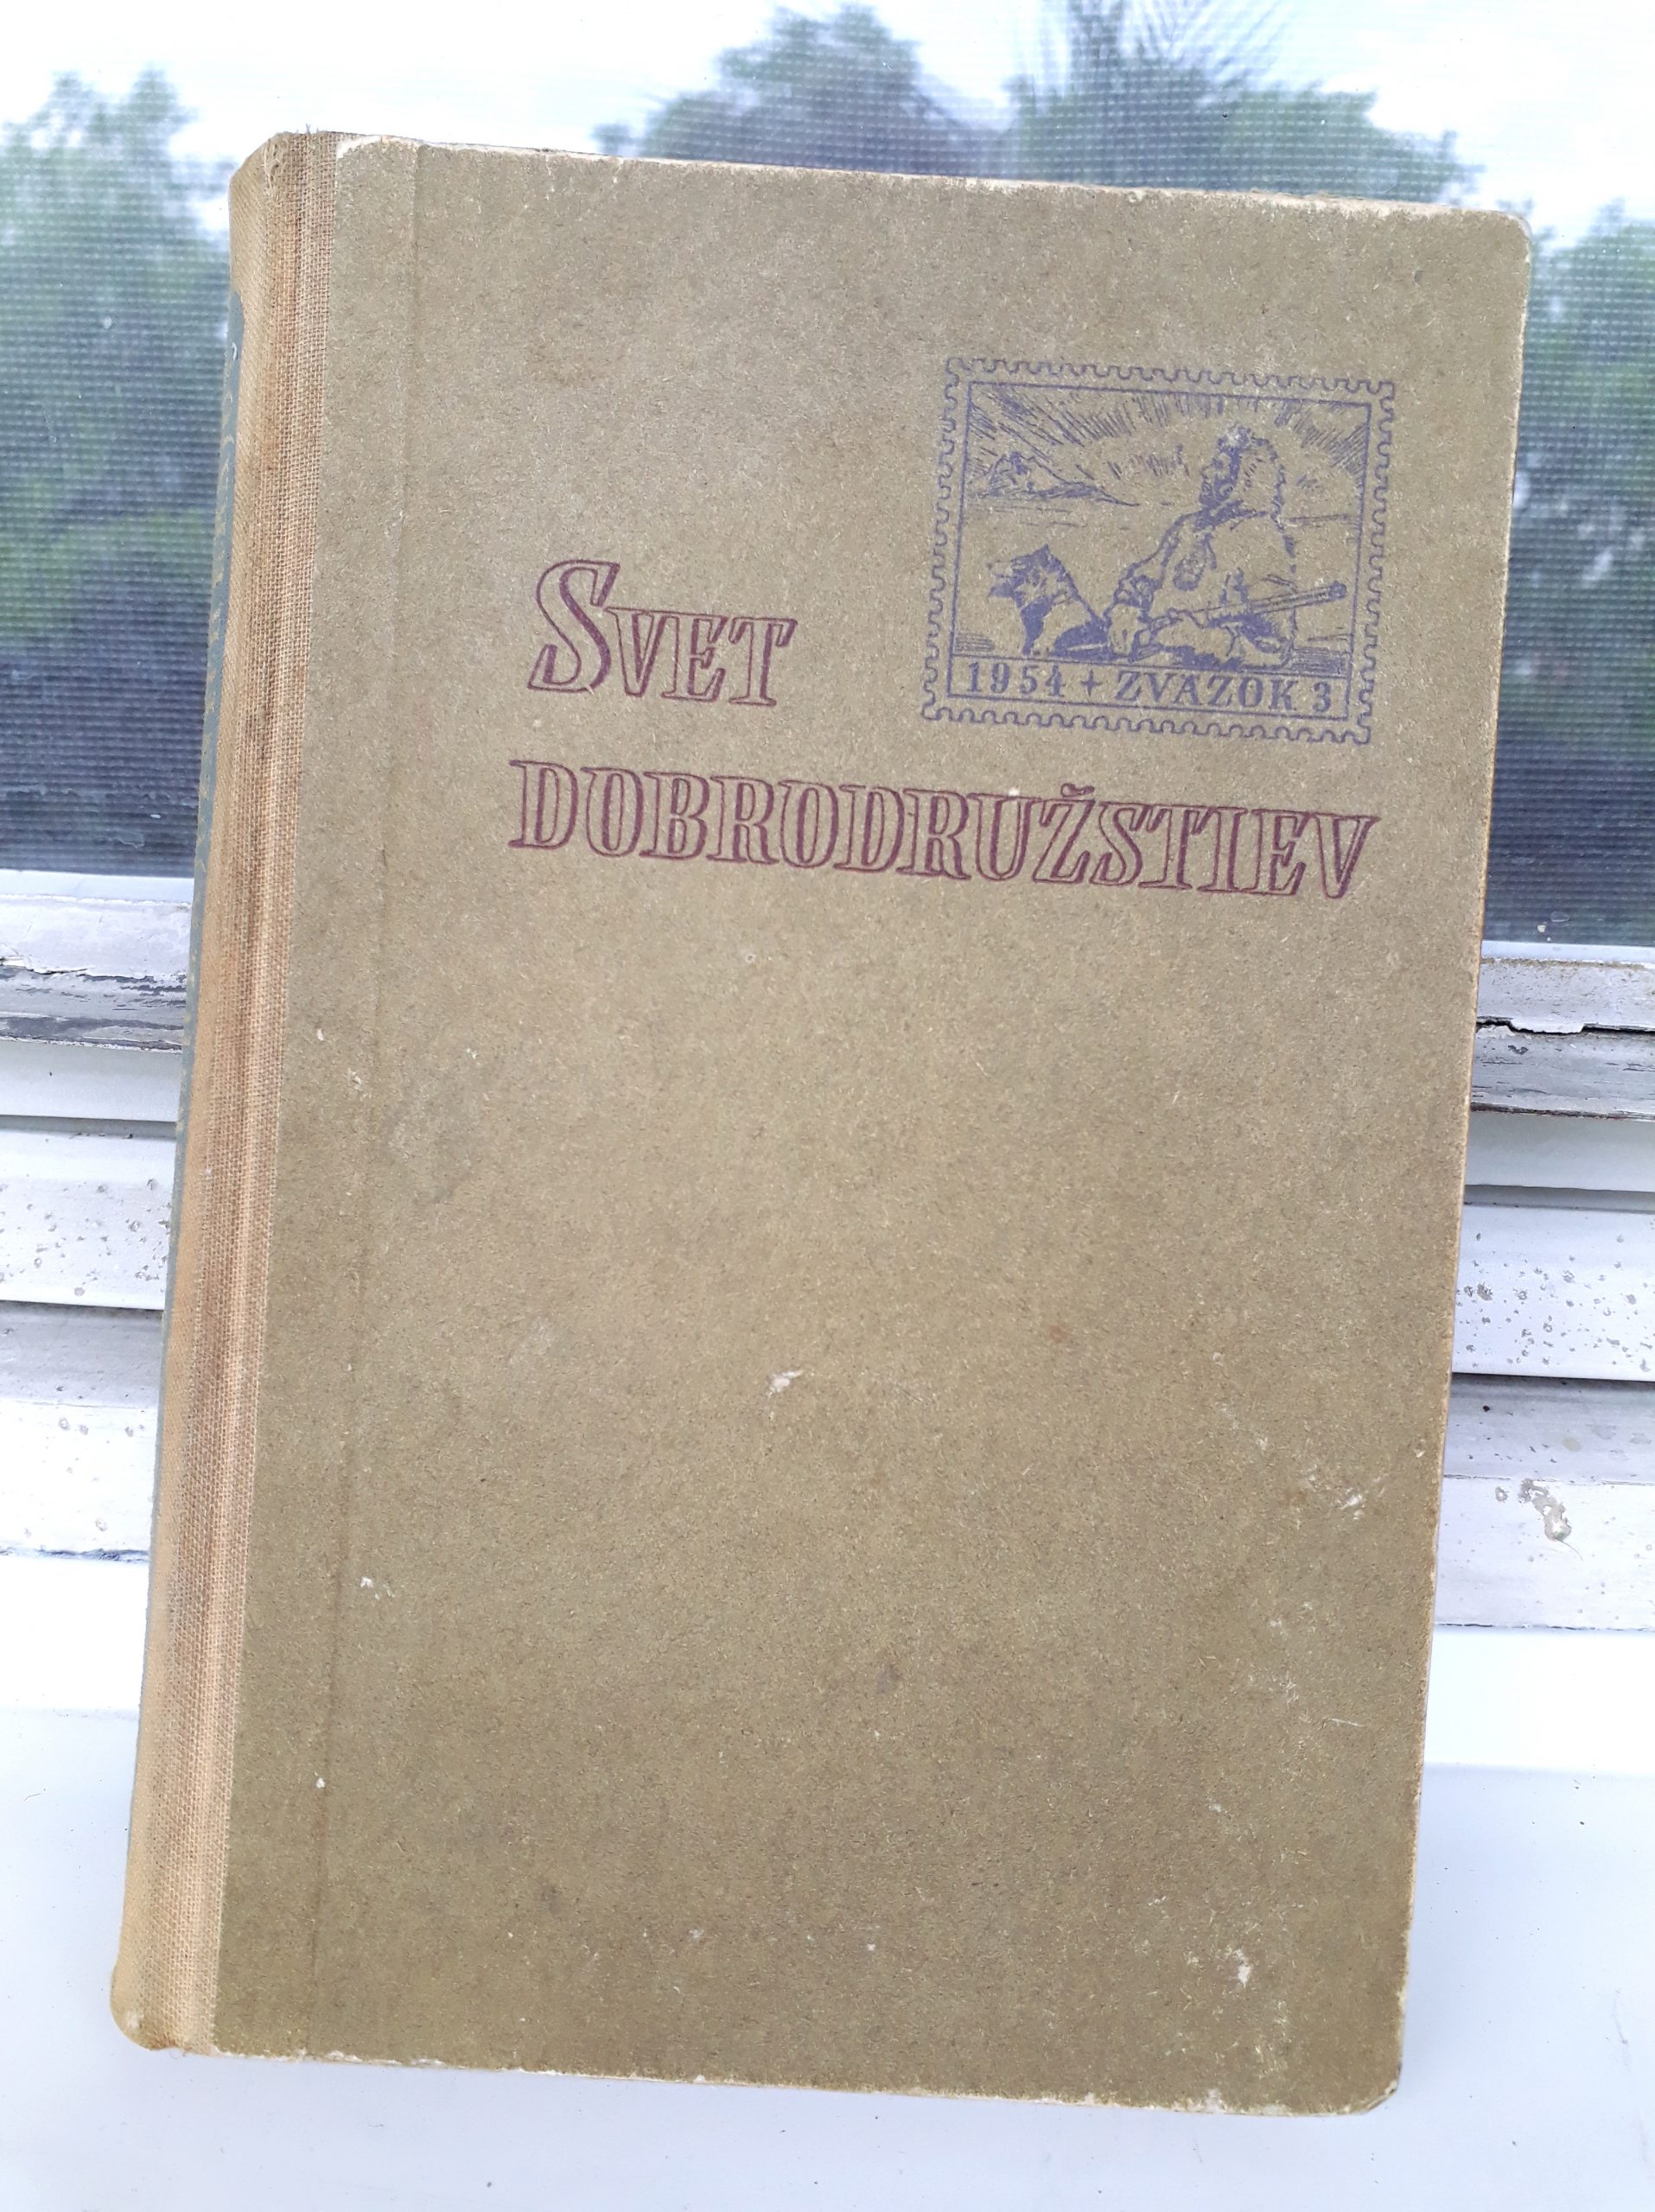 1954 + ZVÄZOK 3
SVET
DOBRODRUŽSTIEV